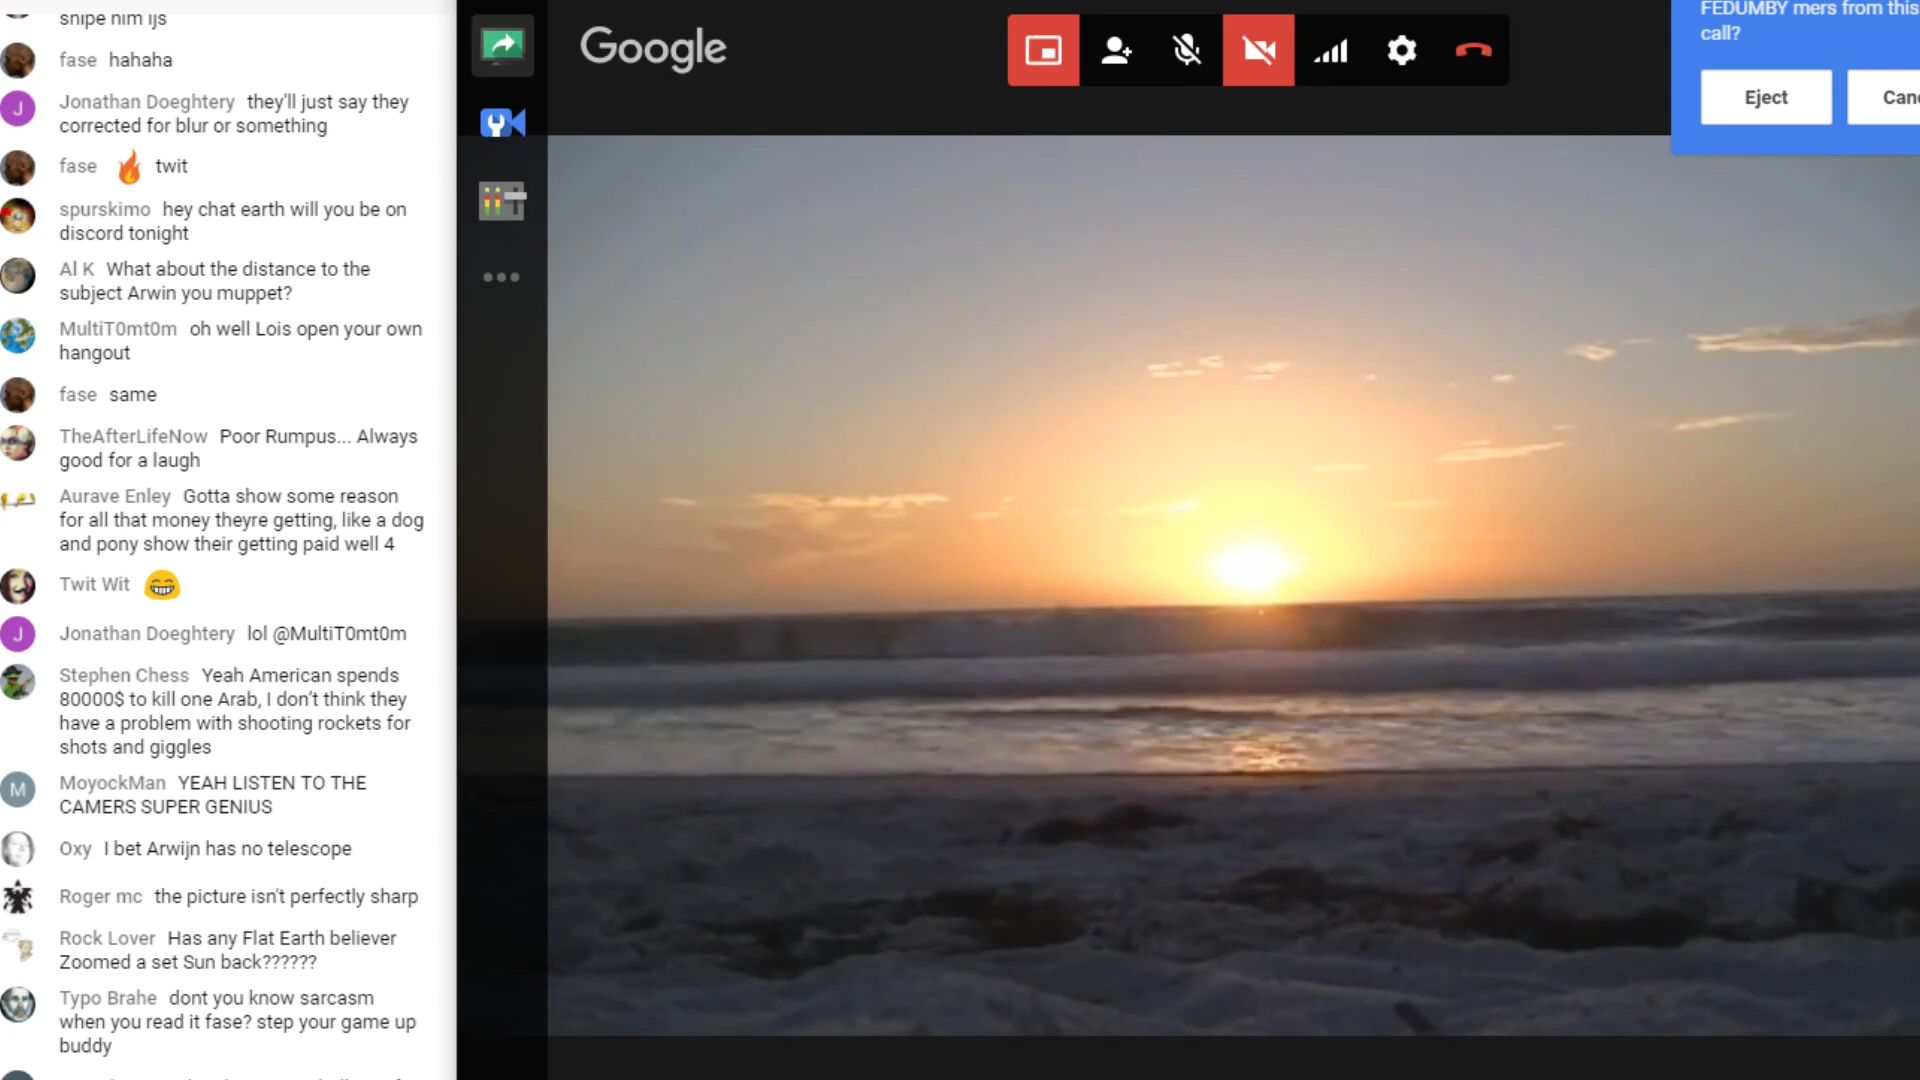 snipe him ijs
fase hahaha
Jonathan Doeghtery they'll just say they
corrected for blur or something
fase 🔥 twit
spurskimo hey chat earth will you be on
discord tonight
Al K What about the distance to the
subject Arwin you muppet?
MultiT0mt0m oh well Lois open your own
hangout
fase same
TheAfterLifeNow Poor Rumpus... Always
good for a laugh
Aurave Enley Gotta show some reason
for all that money theyre getting, like a dog
and pony show their getting paid well 4
Twit Wit 😁
J Jonathan Doeghtery lol @MultiT0mt0m
Stephen Chess Yeah American spends
80000$ to kill one Arab, I don't think they
have a problem with shooting rockets for
shots and giggles
M MoyockMan YEAH LISTEN TO THE
CAMERS SUPER GENIUS
Oxy I bet Arwijn has no telescope
Roger mc the picture isn't perfectly sharp
Rock Lover Has any Flat Earth believer
Zoomed a set Sun back??????
Typo Brahe dont you know sarcasm
when you read it fase? step your game up
buddy
Google
FEDUMBY mers from this
call?
Eject
Canc